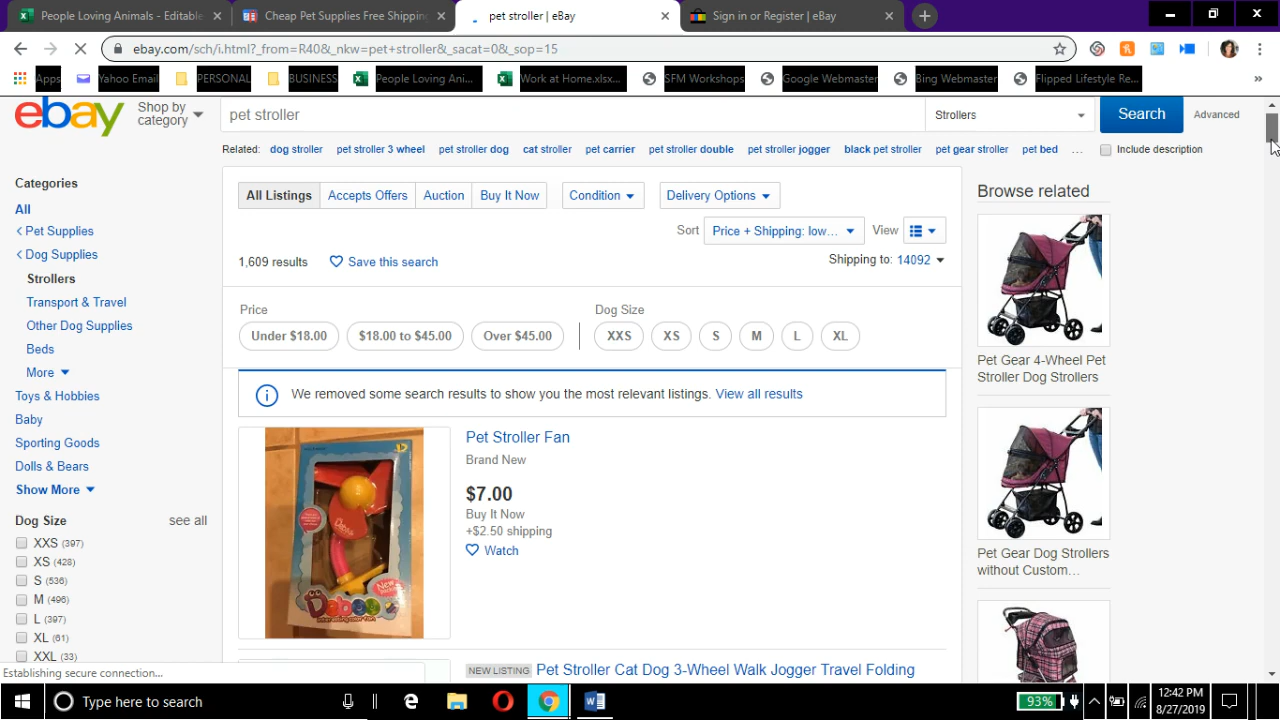 People Loving Animals - Editable
Cheap Pet Supplies Free Shipping
pet stroller | eBay
Sign in or Register | eBay
ebay.com/sch/i.html?_from=R40&_nkw=pet+stroller&_sacat=0&_sop=15
Apps
Yahoo Email
PERSONAL
BUSINESS
People Loving Ani...
Work at Home.xlsx...
SFM Workshops
Google Webmaster
Bing Webmaster
Flipped Lifestyle Re...
»
ebay
Shop by category
pet stroller
Strollers
Search
Advanced
Related: dog stroller pet stroller 3 wheel pet stroller dog cat stroller pet carrier pet stroller double pet stroller jogger black pet stroller pet gear stroller pet bed ...
Include description
Categories
All
< Pet Supplies
< Dog Supplies
Strollers
Transport & Travel
Other Dog Supplies
Beds
More
Toys & Hobbies
Baby
Sporting Goods
Dolls & Bears
Show More
Dog Size see all
XXS (397)
XS (428)
S (536)
M (496)
L (397)
XL (61)
XXL (33)
All Listings Accepts Offers Auction Buy It Now Condition Delivery Options
Sort Price + Shipping: low... View
1,609 results Save this search Shipping to: 14092
Price
Under $18.00 $18.00 to $45.00 Over $45.00
Dog Size
XXS XS S M L XL
We removed some search results to show you the most relevant listings. View all results
Pet Stroller Fan
Brand New
$7.00
Buy It Now
+$2.50 shipping
Watch
NEW LISTING Pet Stroller Cat Dog 3-Wheel Walk Jogger Travel Folding
Browse related
Pet Gear 4-Wheel Pet
Stroller Dog Strollers
Pet Gear Dog Strollers
without Custom...
Establishing secure connection...
Type here to search
93%
12:42 PM
8/27/2019